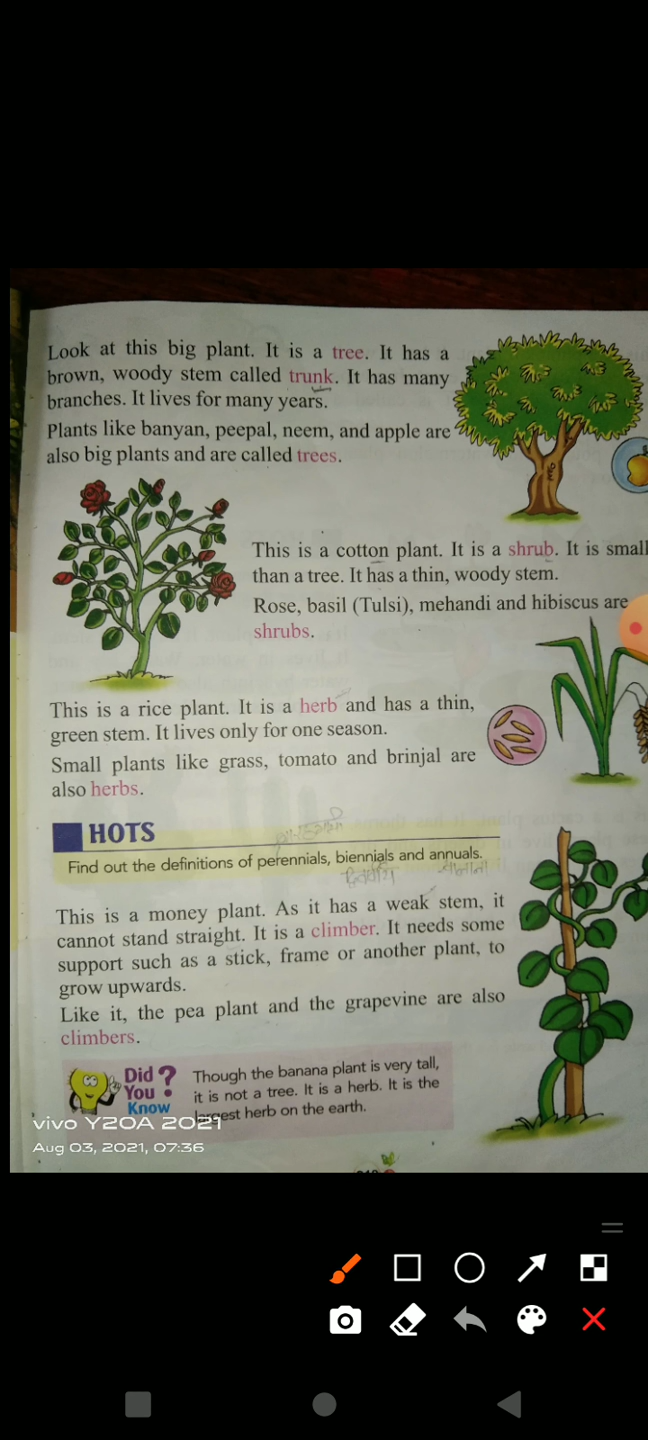 Look at this big plant. It is a tree. It has a
brown, woody stem called trunk. It has many
branches. It lives for many years.
Plants like banyan, peepal, neem, and apple are
also big plants and are called trees.
This is a cotton plant. It is a shrub. It is small
than a tree. It has a thin, woody stem.
Rose, basil (Tulsi), mehandi and hibiscus are
shrubs.
This is a rice plant. It is a herb and has a thin,
green stem. It lives only for one season.
Small plants like grass, tomato and brinjal are
also herbs.
HOTS
Find out the definitions of perennials, biennials and annuals.
This is a money plant. As it has a weak stem, it
cannot stand straight. It is a climber. It needs some
support such as a stick, frame or another plant, to
grow upwards.
Like it, the pea plant and the grapevine are also
climbers.
Did You Know ?
Though the banana plant is very tall,
it is not a tree. It is a herb. It is the
largest herb on the earth.
vivo Y20A 2021
Aug 03, 2021, 07:36